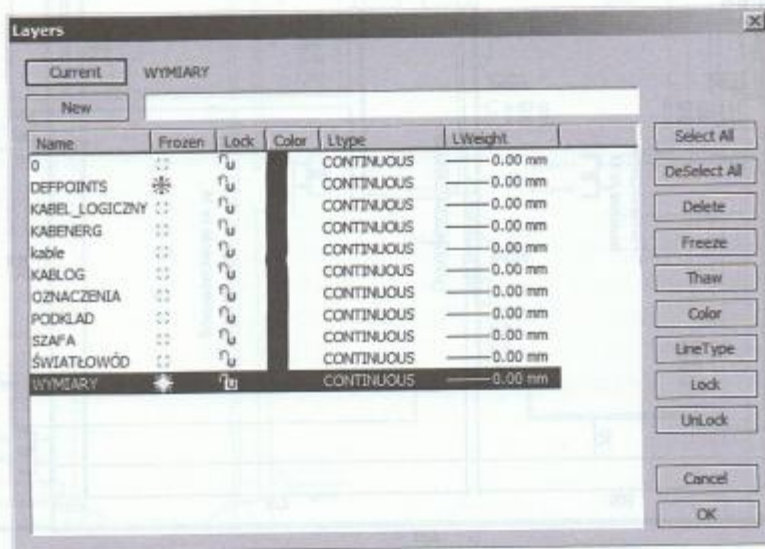 Layers
Current WYMIARY
New
Name Frozen Lock Color Ltype LWeight
0 CONTINUOUS 0.00 mm
DEFPOINTS CONTINUOUS 0.00 mm
KABEL_LOGICZNY CONTINUOUS 0.00 mm
KABENERG CONTINUOUS 0.00 mm
kable CONTINUOUS 0.00 mm
KABLOG CONTINUOUS 0.00 mm
OZNACZENIA CONTINUOUS 0.00 mm
PODKLAD CONTINUOUS 0.00 mm
SZAFA CONTINUOUS 0.00 mm
ŚWIATŁOWÓD CONTINUOUS 0.00 mm
WYMIARY CONTINUOUS 0.00 mm
Select All
DeSelect All
Delete
Freeze
Thaw
Color
LineType
Lock
UnLock
Cancel
OK